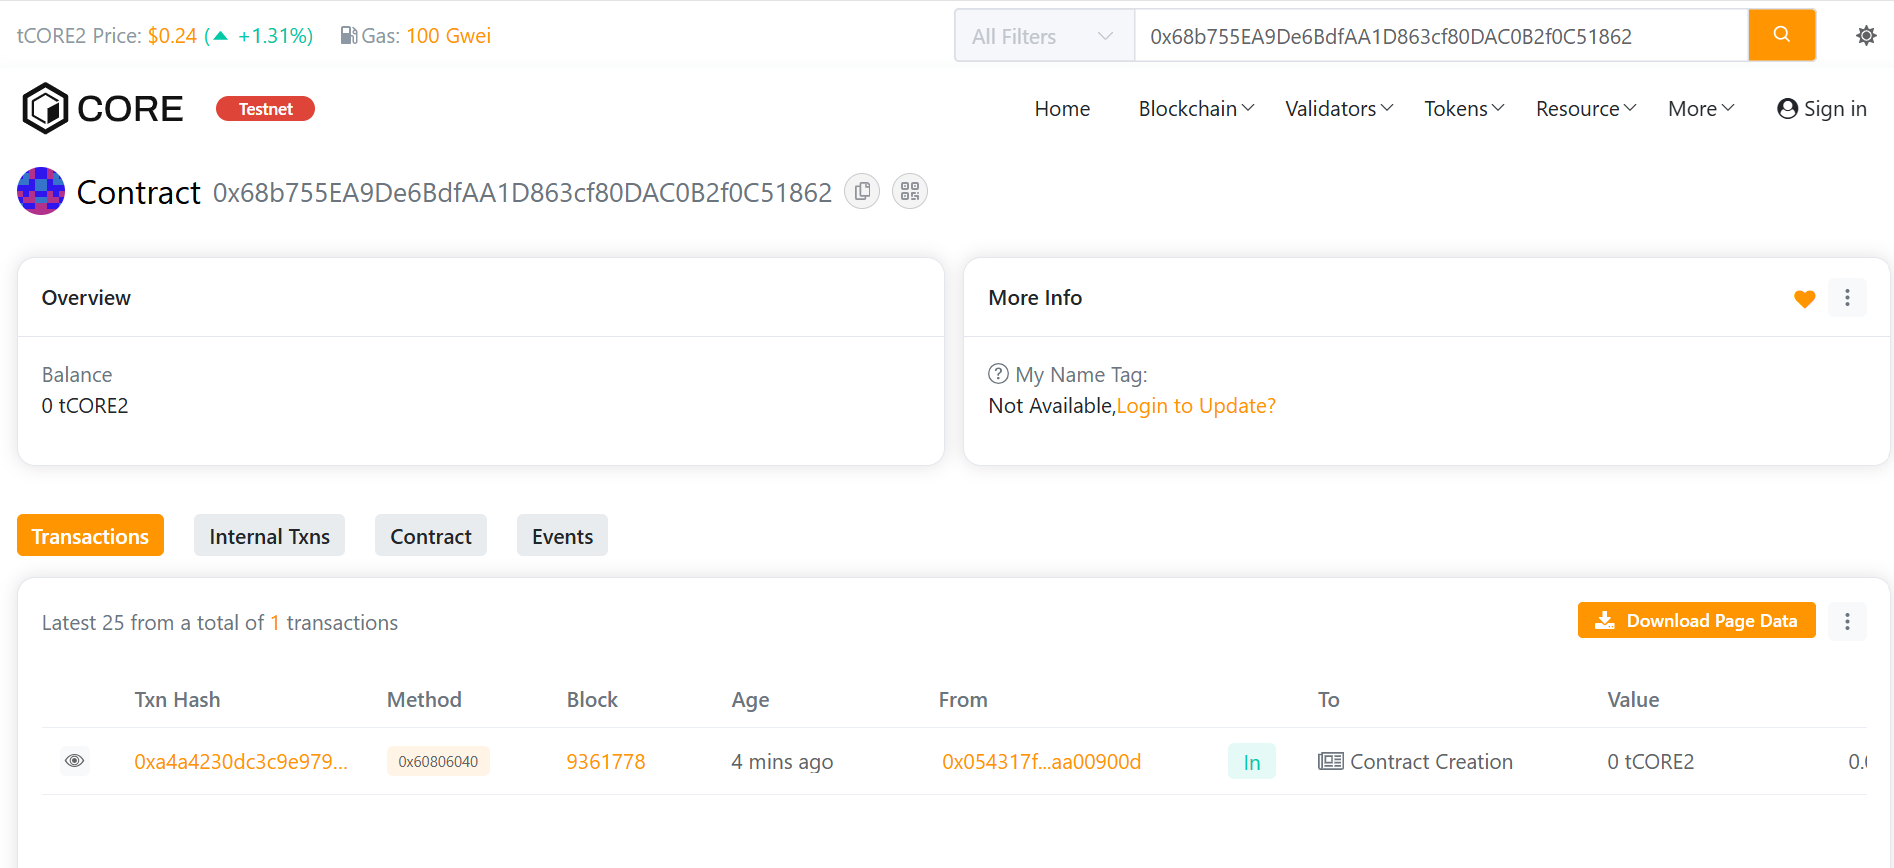 tCORE2 Price: $0.24 (▲ +1.31%) Gas: 100 Gwei
All Filters 0x68b755EA9De6BdfAA1D863cf80DAC0B2f0C51862
CORE Testnet
Home Blockchain Validators Tokens Resource More Sign in
Contract 0x68b755EA9De6BdfAA1D863cf80DAC0B2f0C51862
Overview
Balance
0 tCORE2
More Info
My Name Tag:
Not Available,Login to Update?
Transactions Internal Txns Contract Events
Latest 25 from a total of 1 transactions
Download Page Data
Txn Hash Method Block Age From To Value
0xa4a4230dc3c9e979... 0x60806040 9361778 4 mins ago 0x054317f...aa00900d In Contract Creation 0 tCORE2